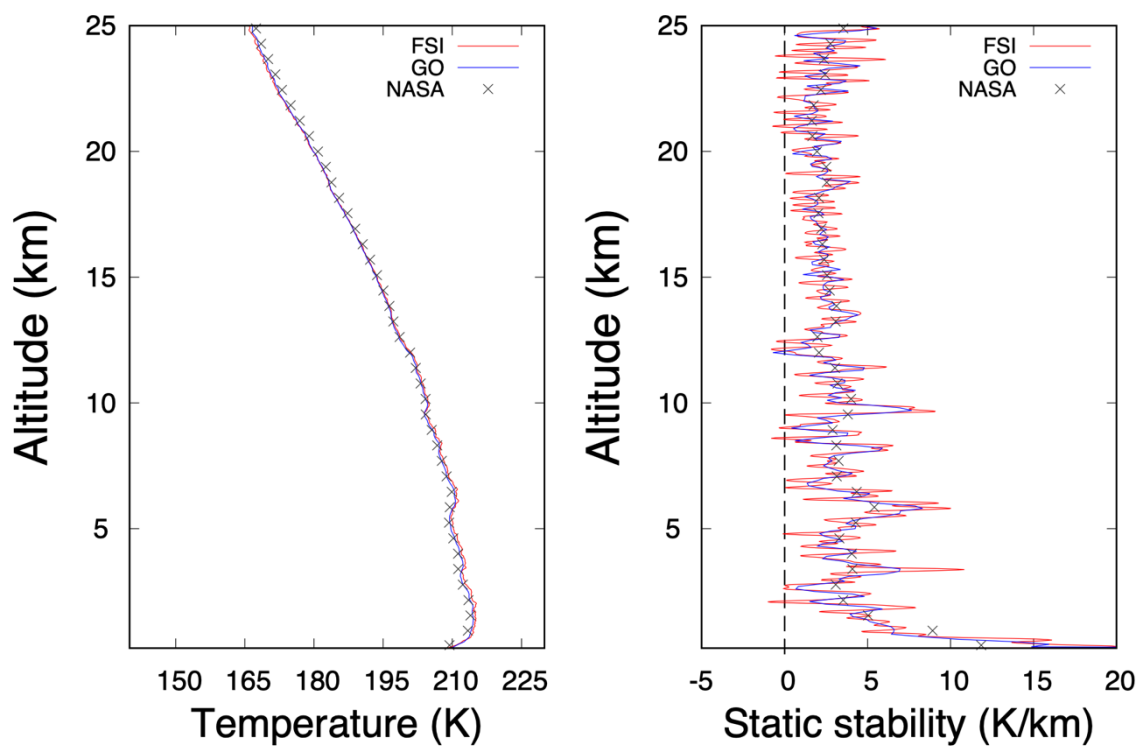 25
20
15
10
5
150 165 180 195 210 225
Altitude (km)
Temperature (K)
FSI
GO
NASA
25
20
15
10
5
-5 0 5 10 15 20
Altitude (km)
Static stability (K/km)
FSI
GO
NASA